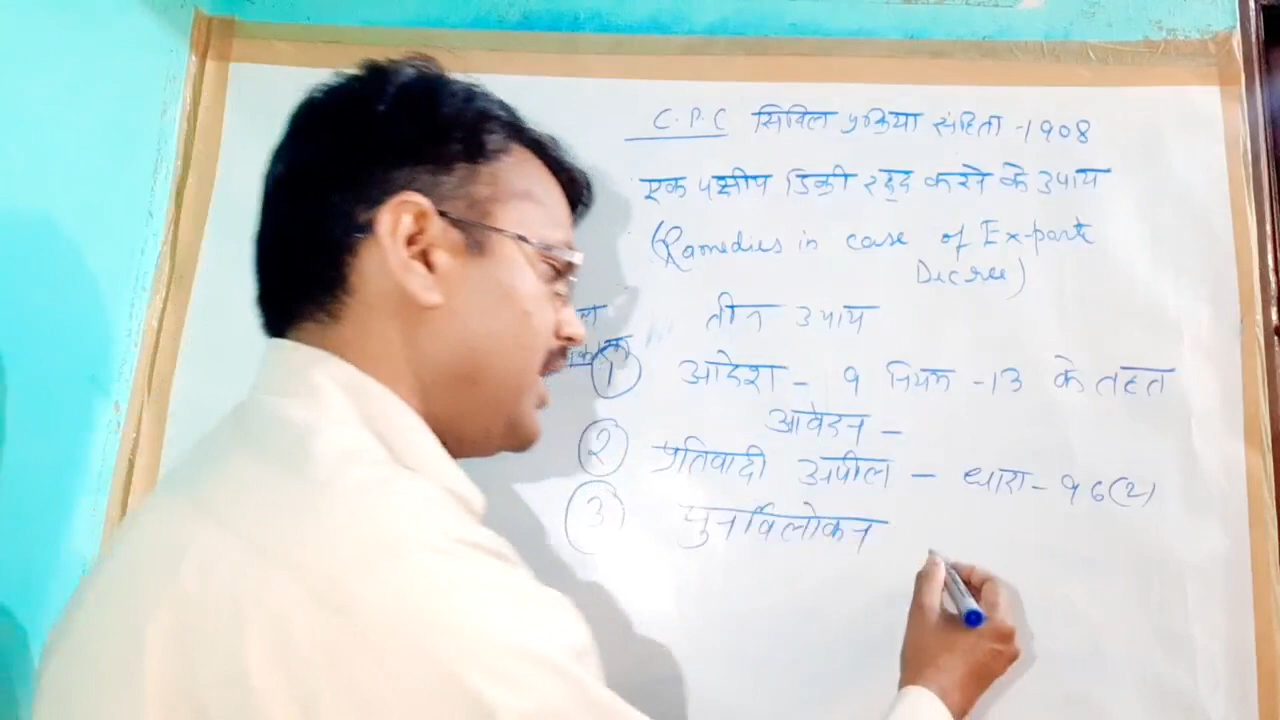 C.P.C सिविल प्रक्रिया संहिता -1908
एक पक्षीय डिक्री रद्द करने के उपाय
(Ramedies in case of Ex-parte
Decree)
तीन उपाय
① आदेश - 9 नियम -13 के तहत
आवेदन -
② प्रतिवादी अपील - धारा - 96(2)
③ पुनर्विलोकन